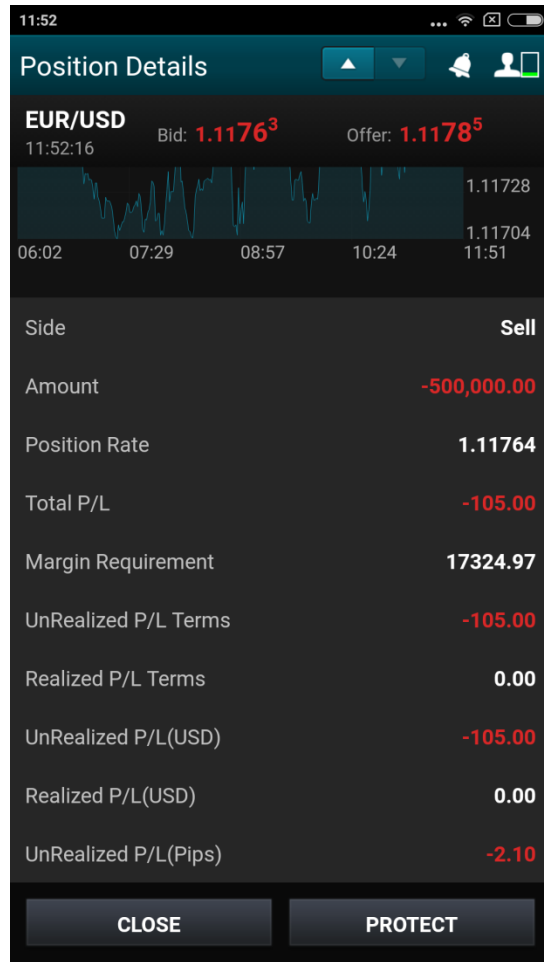 11:52
Position Details
EUR/USD
11:52:16
Bid: 1.1176³
Offer: 1.1178⁵
1.11728
1.11704
06:02 07:29 08:57 10:24 11:51
Side Sell
Amount -500,000.00
Position Rate 1.11764
Total P/L -105.00
Margin Requirement 17324.97
UnRealized P/L Terms -105.00
Realized P/L Terms 0.00
UnRealized P/L(USD) -105.00
Realized P/L(USD) 0.00
UnRealized P/L(Pips) -2.10
CLOSE PROTECT